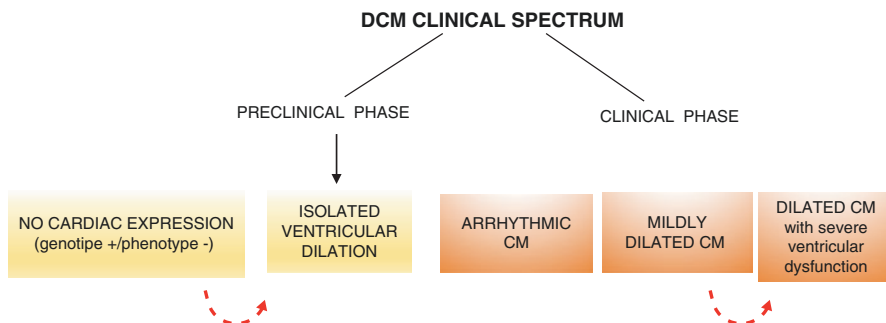 DCM CLINICAL SPECTRUM
PRECLINICAL PHASE
CLINICAL PHASE
NO CARDIAC EXPRESSION
(genotipe +/phenotype -)
ISOLATED
VENTRICULAR
DILATION
ARRHYTHMIC
CM
MILDLY
DILATED CM
DILATED CM
with severe
ventricular
dysfunction